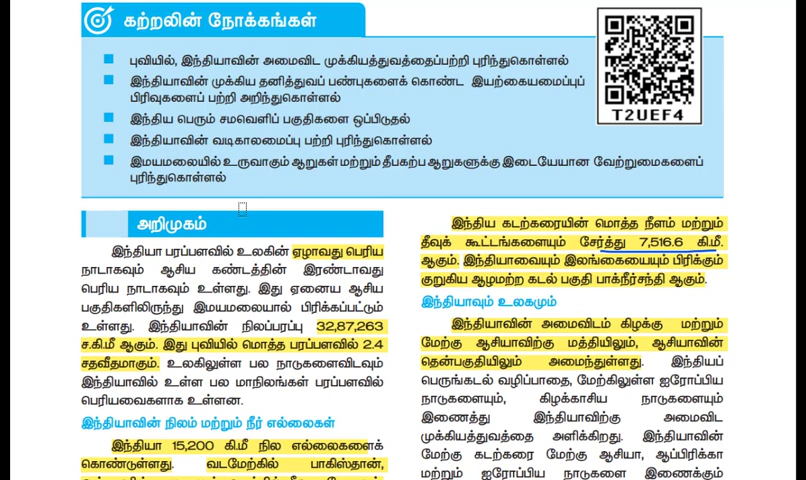 கற்றலின் நோக்கங்கள்
புவியில், இந்தியாவின் அமைவிட முக்கியத்துவத்தைப்பற்றி புரிந்துகொள்ளல்
இந்தியாவின் முக்கிய தனித்துவப் பண்புகளைக் கொண்ட இயற்கையமைப்புப்
பிரிவுகளைப் பற்றி அறிந்துகொள்ளல்
இந்திய பெரும் சமவெளிப் பகுதிகளை ஒப்பிடுதல்
இந்தியாவின் வடிகாலமைப்பு பற்றி புரிந்துகொள்ளல்
இமயமலையில் உருவாகும் ஆறுகள் மற்றும் தீபகற்ப ஆறுகளுக்கு இடையேயான வேற்றுமைகளைப்
புரிந்துகொள்ளல்
T2UEF4
அறிமுகம்
இந்தியா பரப்பளவில் உலகின் ஏழாவது பெரிய
நாடாகவும் ஆசிய கண்டத்தின் இரண்டாவது
பெரிய நாடாகவும் உள்ளது. இது ஏனைய ஆசிய
பகுதிகளிலிருந்து இமயமலையால் பிரிக்கப்பட்டும்
உள்ளது. இந்தியாவின் நிலப்பரப்பு 32,87,263
ச.கி.மீ ஆகும். இது புவியில் மொத்த பரப்பளவில் 2.4
சதவீதமாகும். உலகிலுள்ள பல நாடுகளைவிடவும்
இந்தியாவில் உள்ள பல மாநிலங்கள் பரப்பளவில்
பெரியவைகளாக உள்ளன.
இந்தியாவின் நிலம் மற்றும் நீர் எல்லைகள்
இந்தியா 15,200 கி.மீ நில எல்லைகளைக்
கொண்டுள்ளது. வடமேற்கில் பாகிஸ்தான்,
இந்திய கடற்கரையின் மொத்த நீளம் மற்றும்
தீவுக் கூட்டங்களையும் சேர்த்து 7,516.6 கி.மீ.
ஆகும். இந்தியாவையும் இலங்கையையும் பிரிக்கும்
குறுகிய ஆழமற்ற கடல் பகுதி பாக்நீர்சந்தி ஆகும்.
இந்தியாவும் உலகமும்
இந்தியாவின் அமைவிடம் கிழக்கு மற்றும்
மேற்கு ஆசியாவிற்கு மத்தியிலும், ஆசியாவின்
தென்பகுதியிலும் அமைந்துள்ளது. இந்தியப்
பெருங்கடல் வழிப்பாதை, மேற்கிலுள்ள ஐரோப்பிய
நாடுகளையும், கிழக்காசிய நாடுகளையும்
இணைத்து இந்தியாவிற்கு அமைவிட
முக்கியத்துவத்தை அளிக்கிறது. இந்தியாவின்
மேற்கு கடற்கரை மேற்கு ஆசியா, ஆப்பிரிக்கா
மற்றும் ஐரோப்பிய நாடுகளை இணைக்கும்